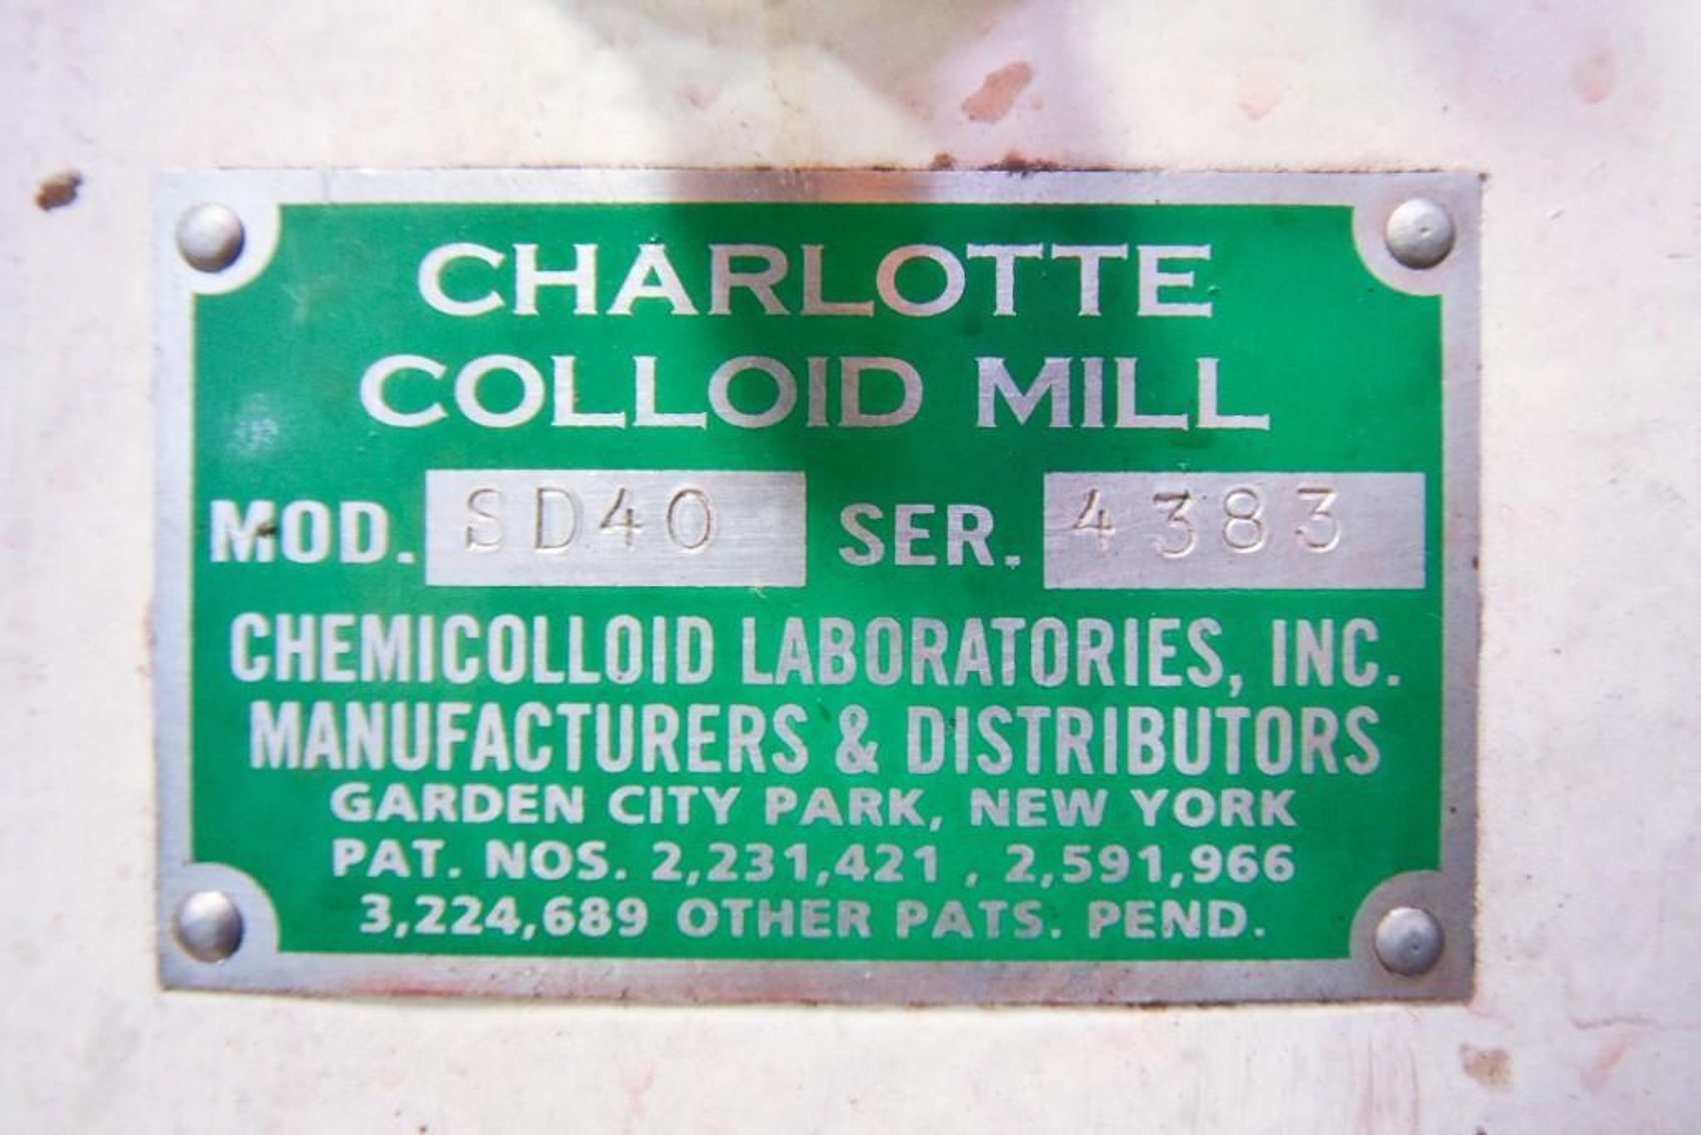 CHARLOTTE
COLLOID MILL
MOD. SD40 SER. 4383
CHEMICOLLOID LABORATORIES, INC.
MANUFACTURERS & DISTRIBUTORS
GARDEN CITY PARK, NEW YORK
PAT. NOS. 2,231,421 , 2,591,966
3,224,689 OTHER PATS. PEND.